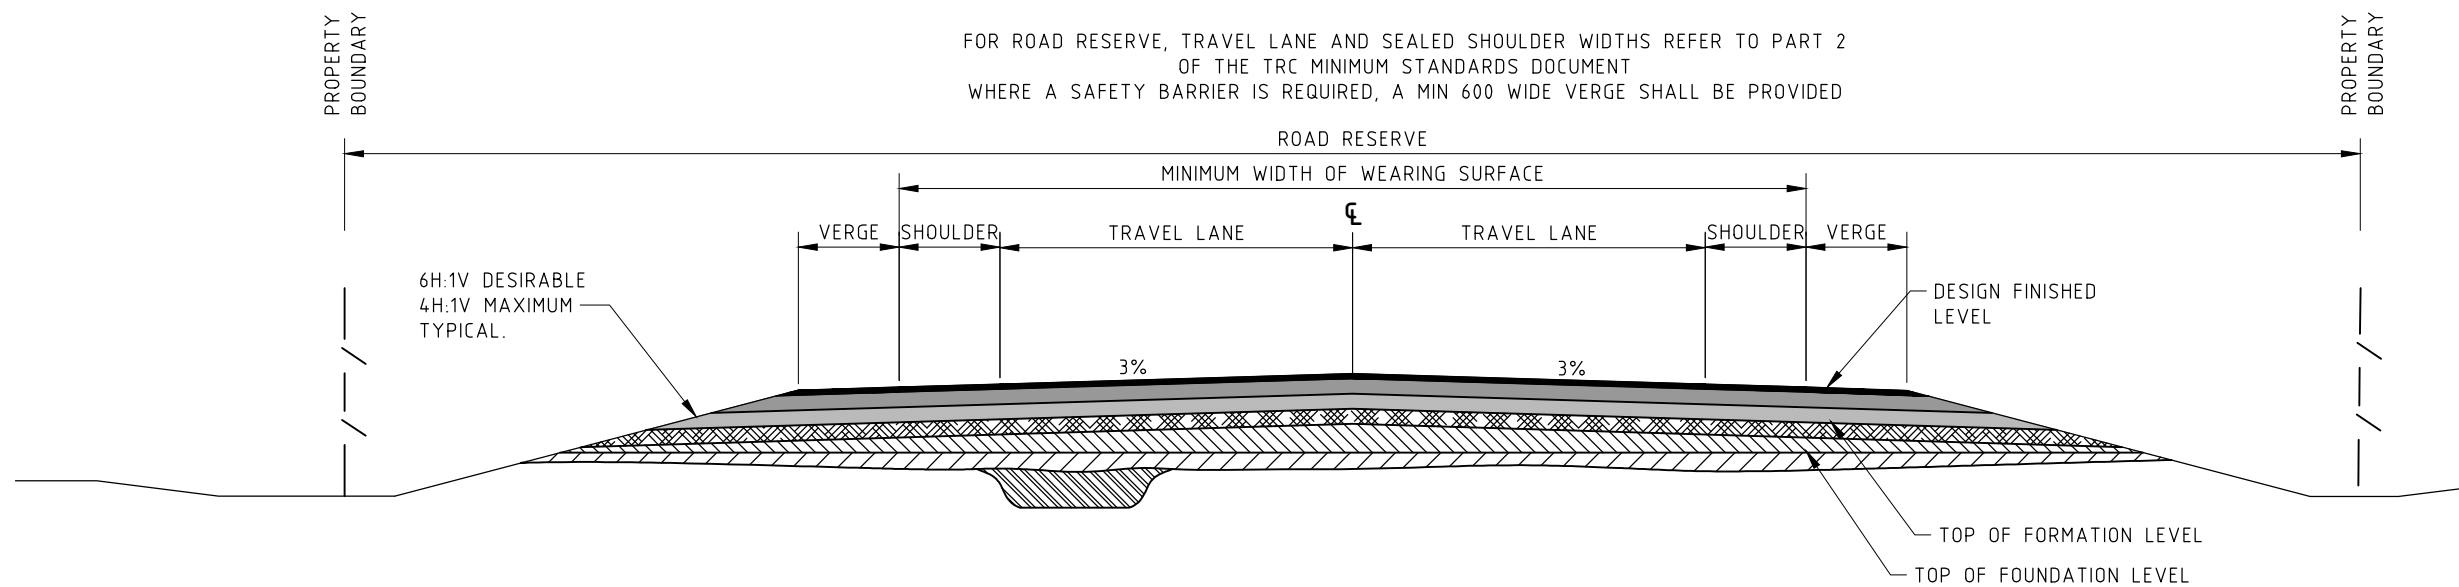 PROPERTY
BOUNDARY
FOR ROAD RESERVE, TRAVEL LANE AND SEALED SHOULDER WIDTHS REFER TO PART 2
OF THE TRC MINIMUM STANDARDS DOCUMENT
WHERE A SAFETY BARRIER IS REQUIRED, A MIN 600 WIDE VERGE SHALL BE PROVIDED
PROPERTY
BOUNDARY
ROAD RESERVE
MINIMUM WIDTH OF WEARING SURFACE
℄
VERGE
SHOULDER
TRAVEL LANE
TRAVEL LANE
SHOULDER
VERGE
6H:1V DESIRABLE
4H:1V MAXIMUM
TYPICAL.
DESIGN FINISHED
LEVEL
3%
3%
TOP OF FORMATION LEVEL
TOP OF FOUNDATION LEVEL